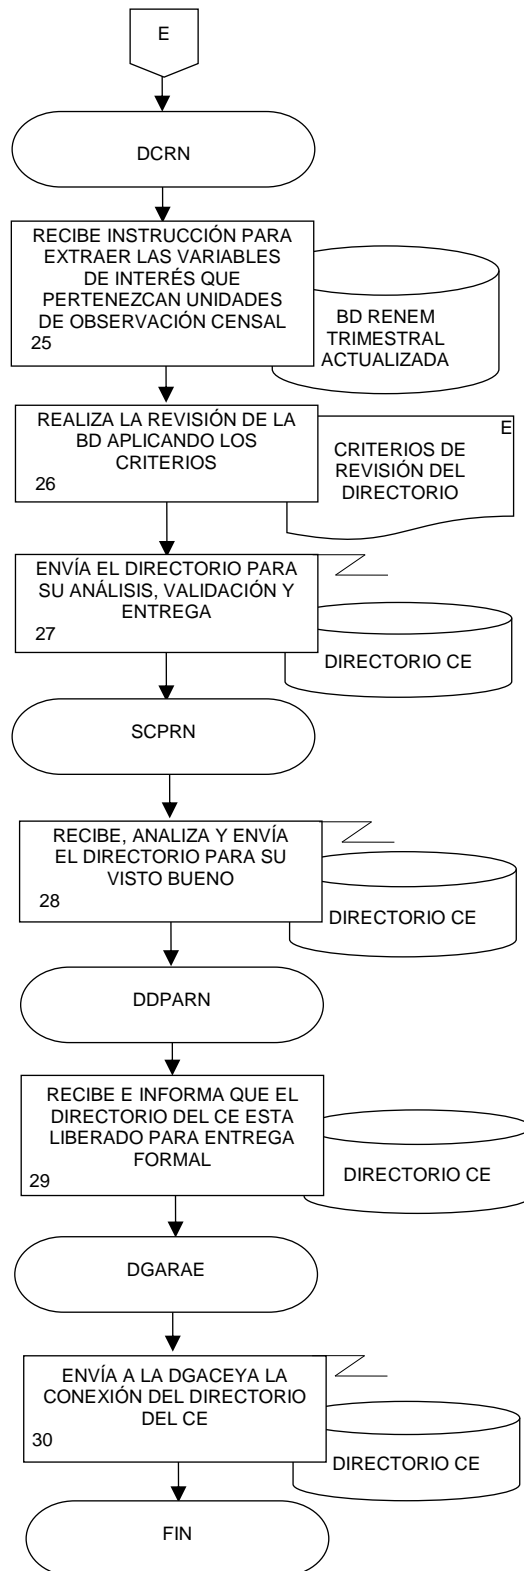 E
DCRN
RECIBE INSTRUCCIÓN PARA
EXTRAER LAS VARIABLES
DE INTERÉS QUE
PERTENEZCAN UNIDADES
DE OBSERVACIÓN CENSAL
25
BD RENEM
TRIMESTRAL
ACTUALIZADA
REALIZA LA REVISIÓN DE LA
BD APLICANDO LOS
CRITERIOS
26
E
CRITERIOS DE
REVISIÓN DEL
DIRECTORIO
ENVÍA EL DIRECTORIO PARA
SU ANÁLISIS, VALIDACIÓN Y
ENTREGA
27
DIRECTORIO CE
SCPRN
RECIBE, ANALIZA Y ENVÍA
EL DIRECTORIO PARA SU
VISTO BUENO
28
DIRECTORIO CE
DDPARN
RECIBE E INFORMA QUE EL
DIRECTORIO DEL CE ESTA
LIBERADO PARA ENTREGA
FORMAL
29
DIRECTORIO CE
DGARAE
ENVÍA A LA DGACEYA LA
CONEXIÓN DEL DIRECTORIO
DEL CE
30
DIRECTORIO CE
FIN